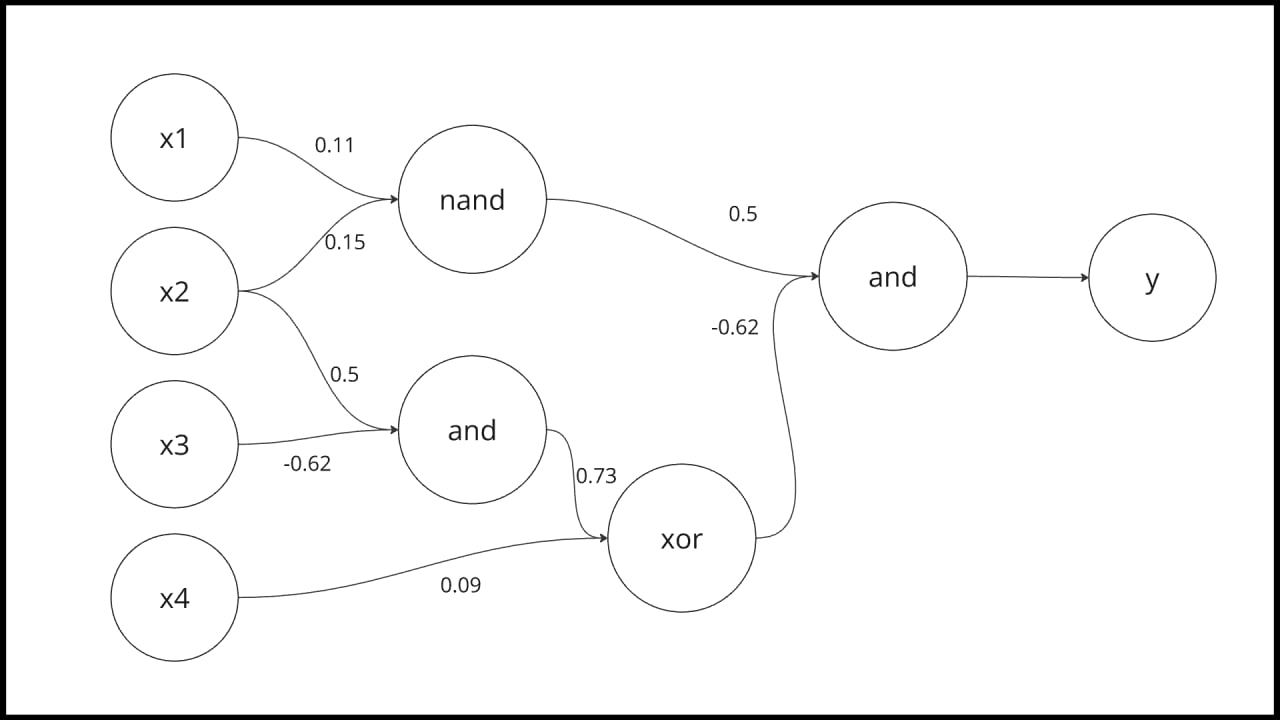 x1
0.11
nand
0.15
x2
0.5
-0.62
and
y
0.5
and
x3
-0.62
0.73
xor
x4
0.09